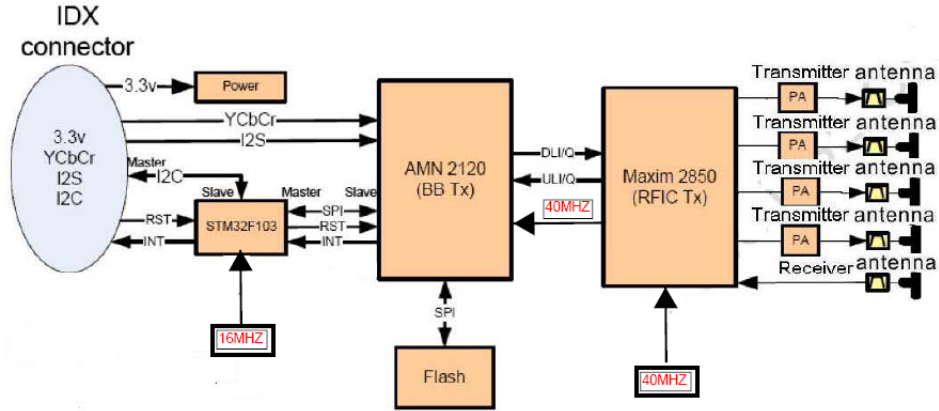 IDX
connector
3.3v
YCbCr
I2S
I2C
3.3v
Power
YCbCr
I2S
Master
I2C
Slave
Master
Slave
RST
STM32F103
SPI
RST
INT
INT
16MHZ
AMN 2120
(BB Tx)
SPI
Flash
DLI/Q
ULI/Q
40MHZ
Maxim 2850
(RFIC Tx)
40MHZ
Transmitter antenna
PA
Transmitter antenna
PA
Transmitter antenna
PA
Transmitter antenna
PA
Receiver antenna